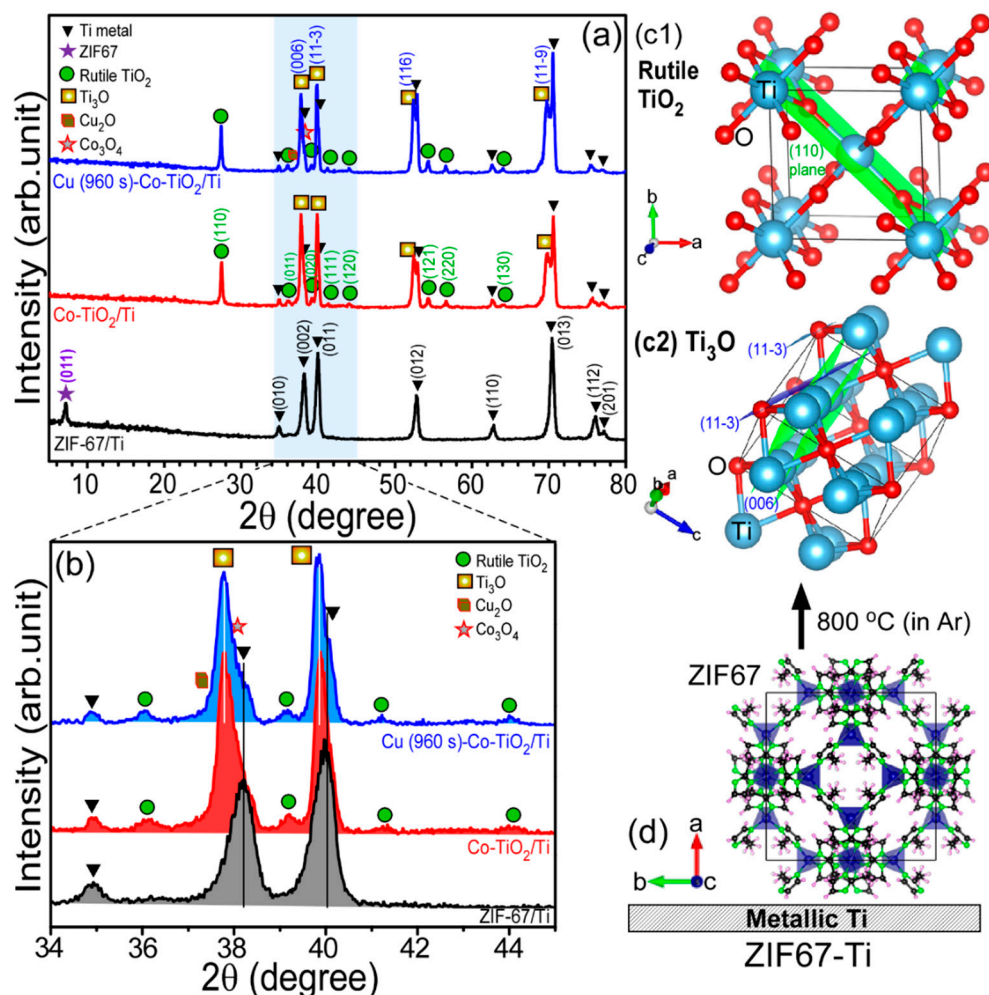 (a)
Ti metal
ZIF67
Rutile TiO₂
Ti₃O
Cu₂O
Co₃O₄
(006)
(11-3)
(116)
(11-9)
Cu (960 s)-Co-TiO₂/Ti
(110)
(011)
(020)
(111)
(120)
(121)
(220)
(130)
Co-TiO₂/Ti
(011)
(010)
(002)
(011)
(012)
(110)
(013)
(112)
(201)
ZIF-67/Ti
Intensity (arb.unit)
10 20 30 40 50 60 70 80
2θ (degree)
(b)
Rutile TiO₂
Ti₃O
Cu₂O
Co₃O₄
Cu (960 s)-Co-TiO₂/Ti
Co-TiO₂/Ti
ZIF-67/Ti
Intensity (arb.unit)
34 36 38 40 42 44
2θ (degree)
(c1)
Rutile
TiO₂
Ti
O
(110)
plane
b
a
c
(c2) Ti₃O
(11-3)
(11-3)
O
(006)
Ti
b
a
c
800 ᵒC (in Ar)
ZIF67
(d)
a
b
c
Metallic Ti
ZIF67-Ti